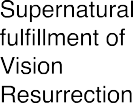 Supernatural
fulfillment of
Vision
Resurrection